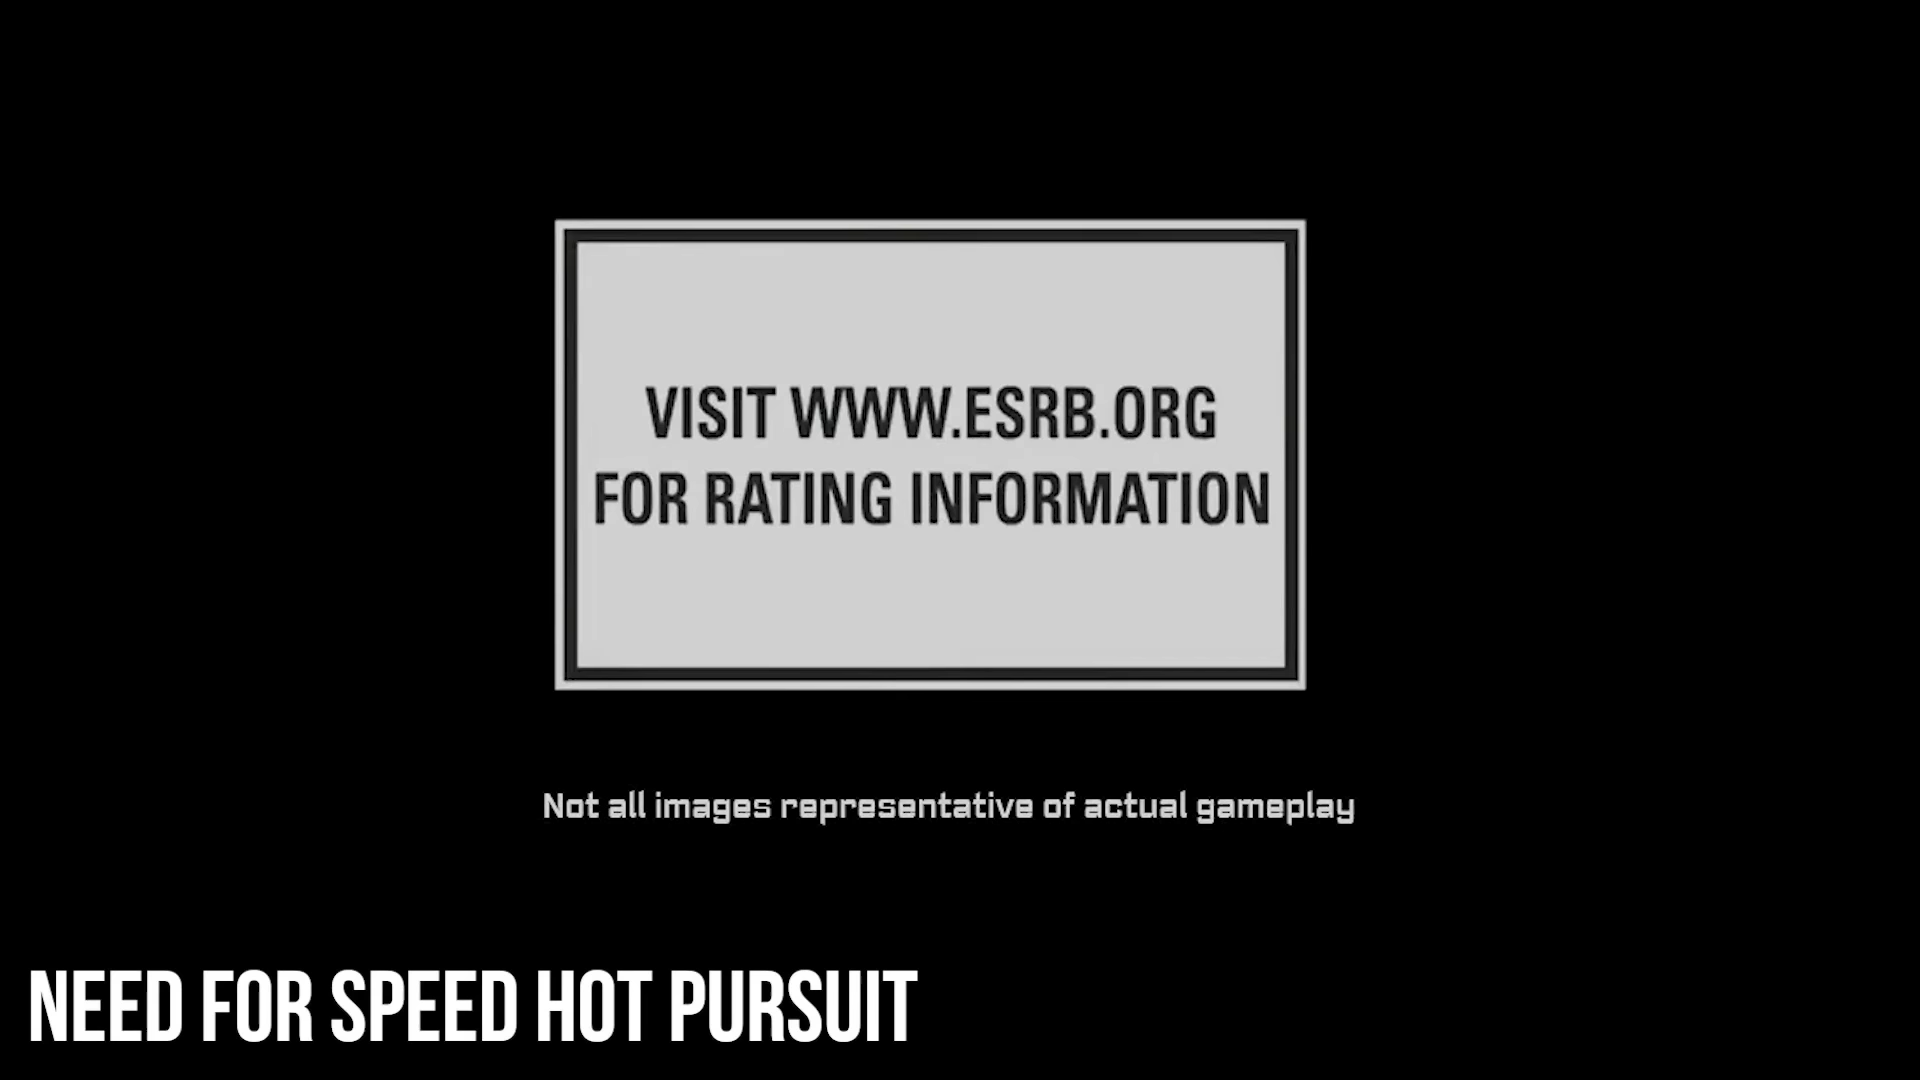 VISIT WWW.ESRB.ORG
FOR RATING INFORMATION
Not all images representative of actual gameplay
NEED FOR SPEED HOT PURSUIT